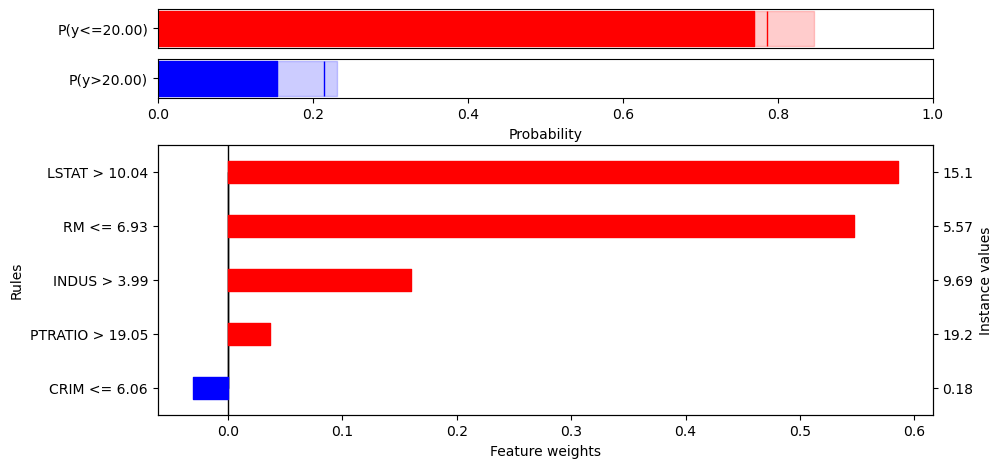 P(y<=20.00)
P(y>20.00)
0.0 0.2 0.4 0.6 0.8 1.0
Probability
LSTAT > 10.04 15.1
RM <= 6.93 5.57
INDUS > 3.99 9.69
PTRATIO > 19.05 19.2
CRIM <= 6.06 0.18
Rules
Instance values
0.0 0.1 0.2 0.3 0.4 0.5 0.6
Feature weights